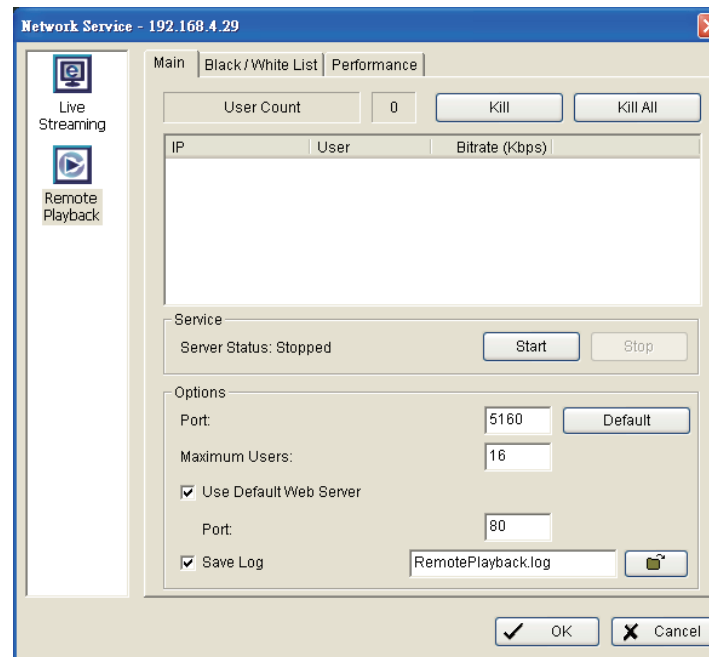 Network Service - 192.168.4.29
Live
Streaming
Remote
Playback
Main Black / White List Performance
User Count 0 Kill Kill All
IP User Bitrate (Kbps)
Service
Server Status: Stopped Start Stop
Options
Port: 5160 Default
Maximum Users: 16
Use Default Web Server
Port: 80
Save Log RemotePlayback.log
OK Cancel